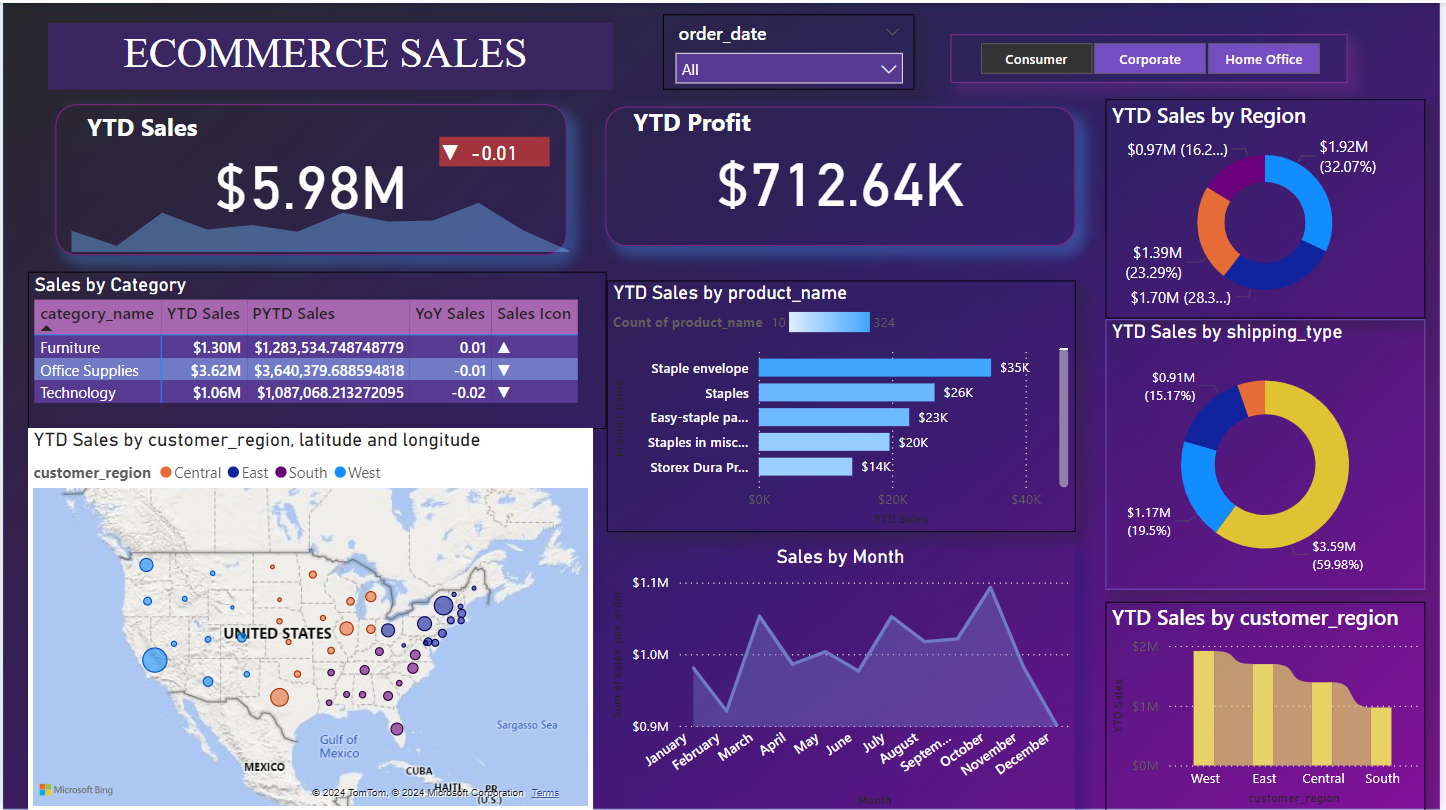 ECOMMERCE SALES
order_date
All
Consumer
Corporate
Home Office
YTD Sales
-0.01
$5.98M
YTD Profit
$712.64K
YTD Sales by Region
$0.97M (16.2...)
$1.92M
(32.07%)
$1.39M
(23.29%)
$1.70M (28.3...)
Sales by Category
category_name YTD Sales PYTD Sales YoY Sales Sales Icon
Furniture $1.30M $1,283,534.748748779 0.01 ▲
Office Supplies $3.62M $3,640,379.688594818 -0.01 ▼
Technology $1.06M $1,087,068.213272095 -0.02 ▼
YTD Sales by product_name
Count of product_name 10 324
product_name
Staple envelope $35K
Staples $26K
Easy-staple pa... $23K
Staples in misc... $20K
Storex Dura Pr... $14K
$0K $20K $40K
YTD Sales
YTD Sales by shipping_type
$0.91M
(15.17%)
$1.17M
(19.5%)
$3.59M
(59.98%)
YTD Sales by customer_region, latitude and longitude
customer_region Central East South West
UNITED STATES
Sargasso Sea
Gulf of
Mexico
MEXICO
CUBA
HAITI
PR
(U.S.)
Microsoft Bing
© 2024 TomTom, © 2024 Microsoft Corporation Terms
Sales by Month
Sum of sales_per_order
$1.1M
$1.0M
$0.9M
January
February
March
April
May
June
July
August
Septem...
October
November
December
Month
YTD Sales by customer_region
YTD Sales
$2M
$1M
$0M
West East Central South
customer_region